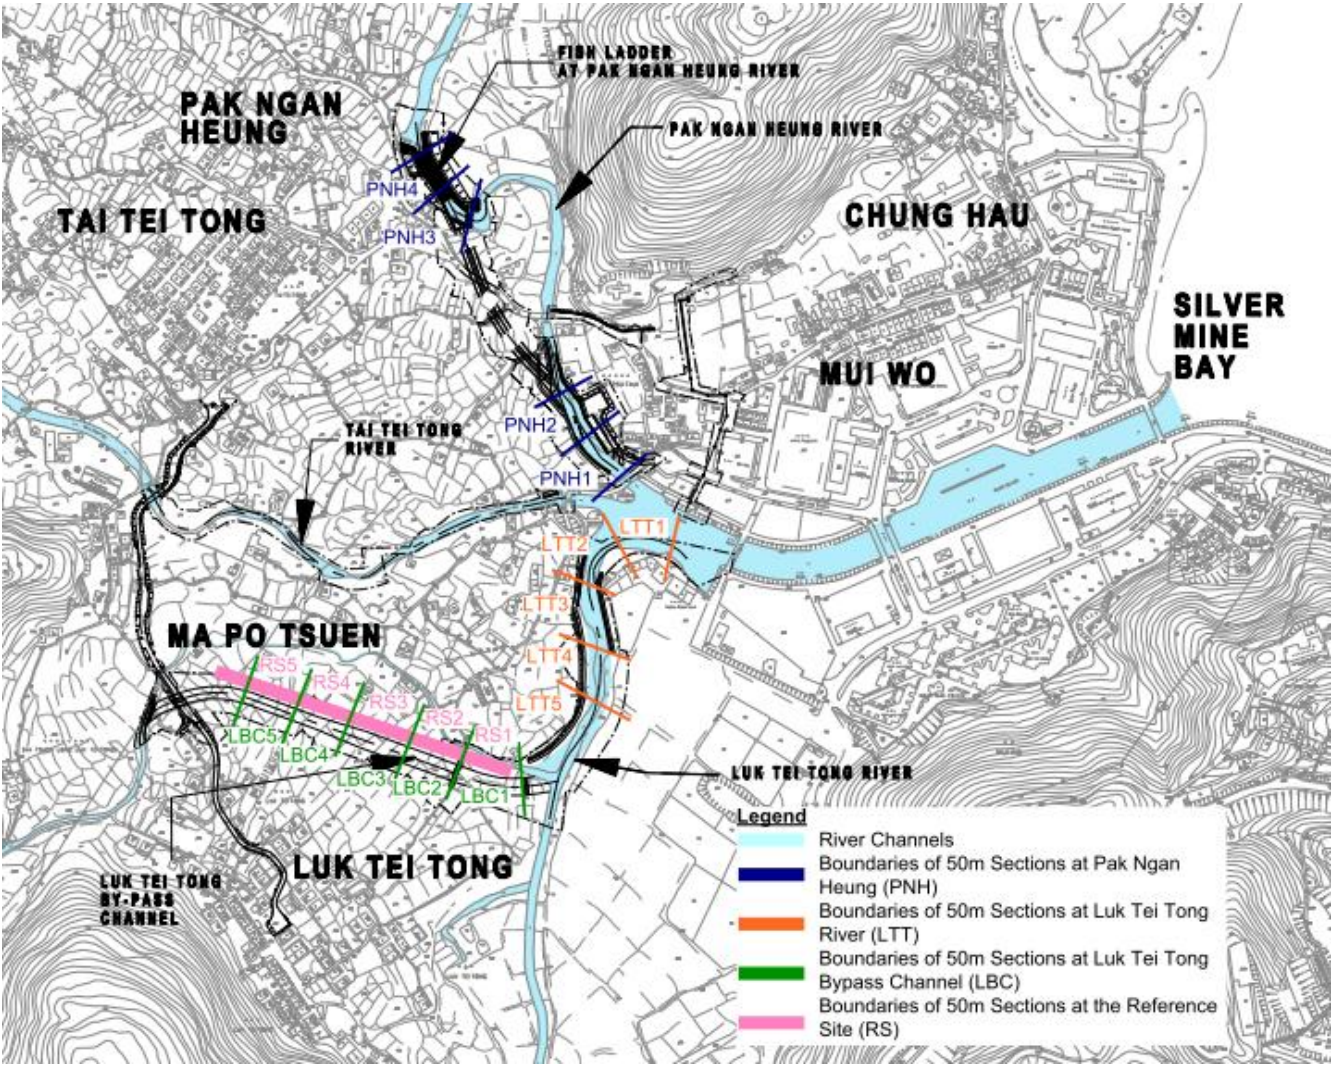 FISH LADDER
AT PAK NGAN HEUNG RIVER
PAK NGAN
HEUNG
PAK NGAN HEUNG RIVER
PNH4
TAI TEI TONG
CHUNG HAU
PNH3
SILVER
MINE
BAY
MUI WO
PNH2
TAI TEI TONG
RIVER
PNH1
LTT1
LTT2
LTT3
MA PO TSUEN
LTT4
RS5
RS4
RS3
LTT5
RS2
RS1
LBC5
LBC4
LBC3
LBC2
LBC1
LUK TEI TONG RIVER
LUK TEI TONG
LUK TEI TONG
BY-PASS
CHANNEL
Legend
River Channels
Boundaries of 50m Sections at Pak Ngan
Heung (PNH)
Boundaries of 50m Sections at Luk Tei Tong
River (LTT)
Boundaries of 50m Sections at Luk Tei Tong
Bypass Channel (LBC)
Boundaries of 50m Sections at the Reference
Site (RS)